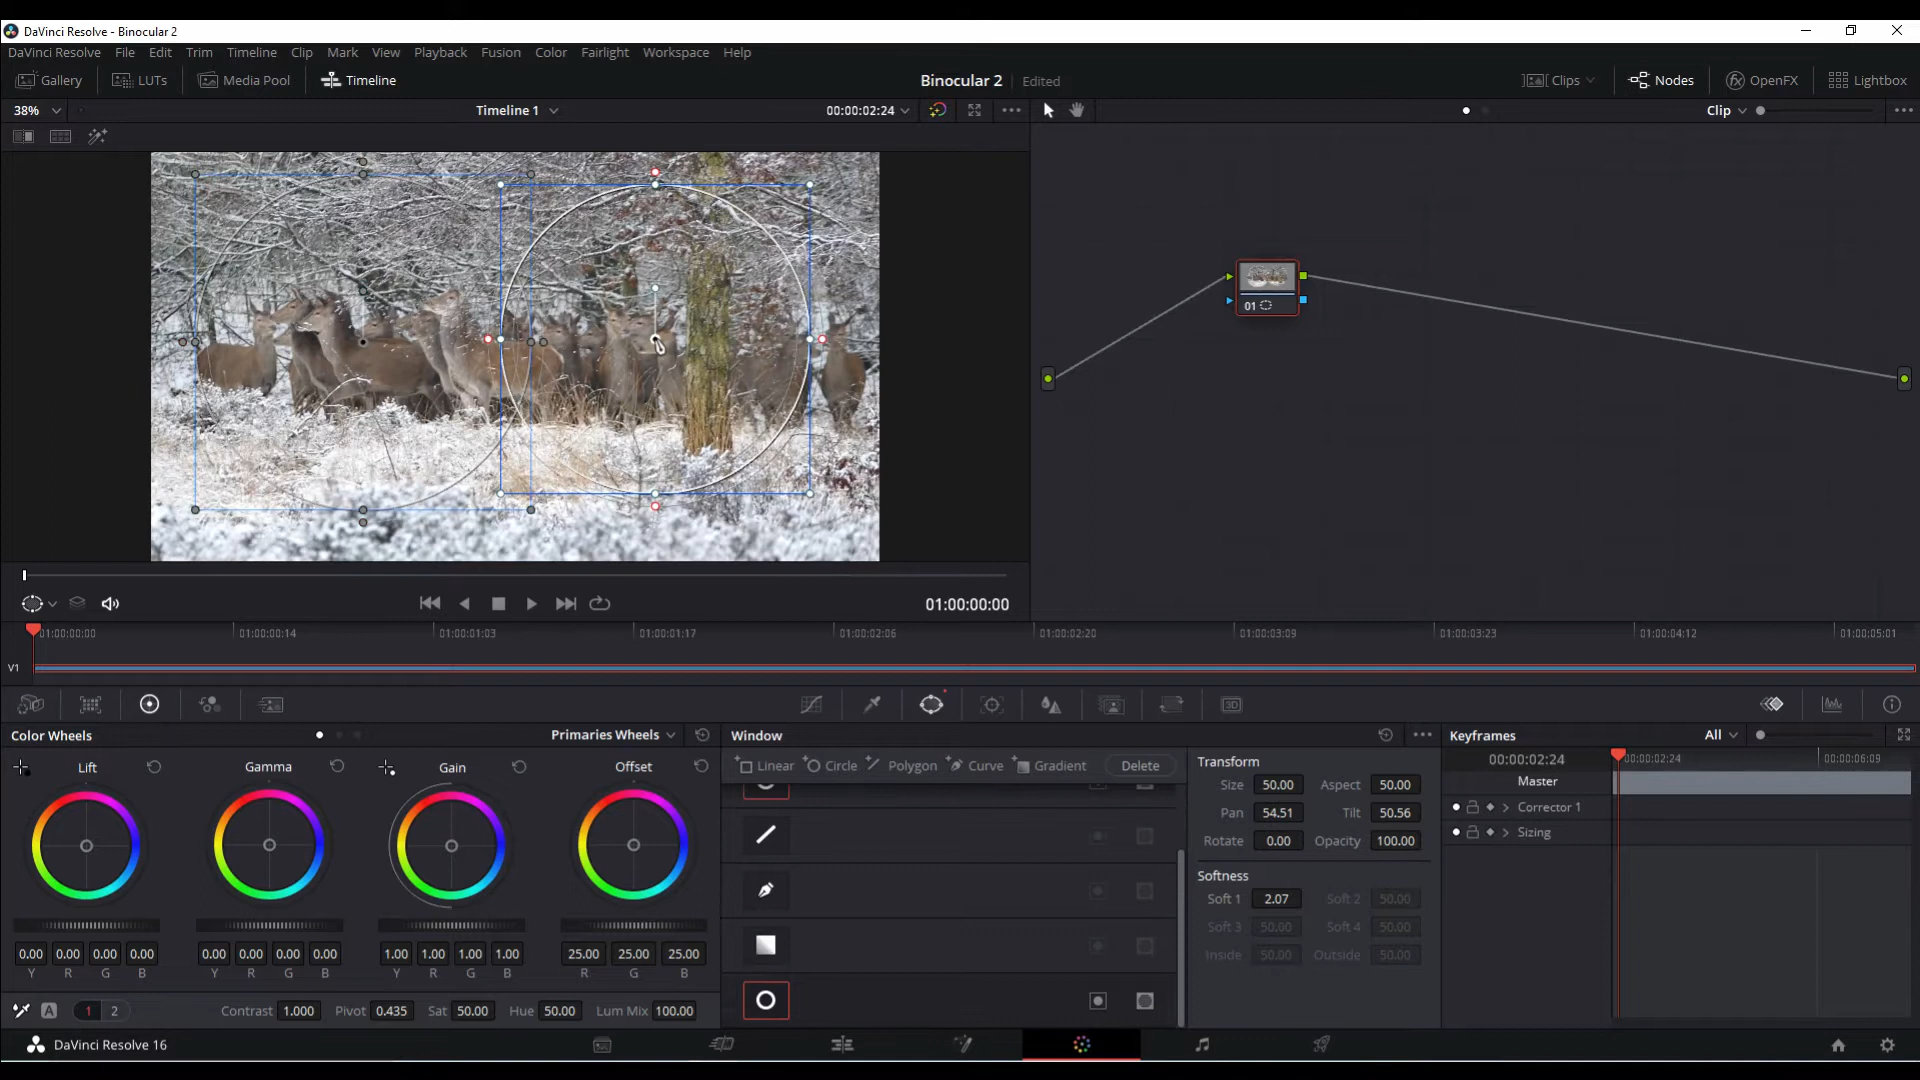 DaVinci Resolve - Binocular 2
DaVinci Resolve File Edit Trim Timeline Clip Mark View Playback Fusion Color Fairlight Workspace Help
Gallery LUTs Media Pool Timeline Binocular 2 Edited Clips Nodes OpenFX Lightbox
38% Timeline 1 00:00:02:24 Clip
01
01:00:00:00
01:00:00:00 01:00:00:14 01:00:01:03 01:00:01:17 01:00:02:06 01:00:02:20 01:00:03:09 01:00:03:23 01:00:04:12 01:00:05:01
V1
3D
Color Wheels Primaries Wheels Window Keyframes All
Lift Gamma Gain Offset Linear Circle Polygon Curve Gradient Delete Transform 00:00:02:24 00:00:02:24 00:00:06:09
Size 50.00 Aspect 50.00 Master
Pan 54.51 Tilt 50.56 Corrector 1
Rotate 0.00 Opacity 100.00 Sizing
Softness
Soft 1 2.07 Soft 2 50.00
Soft 3 50.00 Soft 4 50.00
0.00 0.00 0.00 0.00 0.00 0.00 0.00 0.00 1.00 1.00 1.00 1.00 25.00 25.00 25.00 Inside 50.00 Outside 50.00
Y R G B Y R G B Y R G B R G B
A 1 2 Contrast 1.000 Pivot 0.435 Sat 50.00 Hue 50.00 Lum Mix 100.00
DaVinci Resolve 16